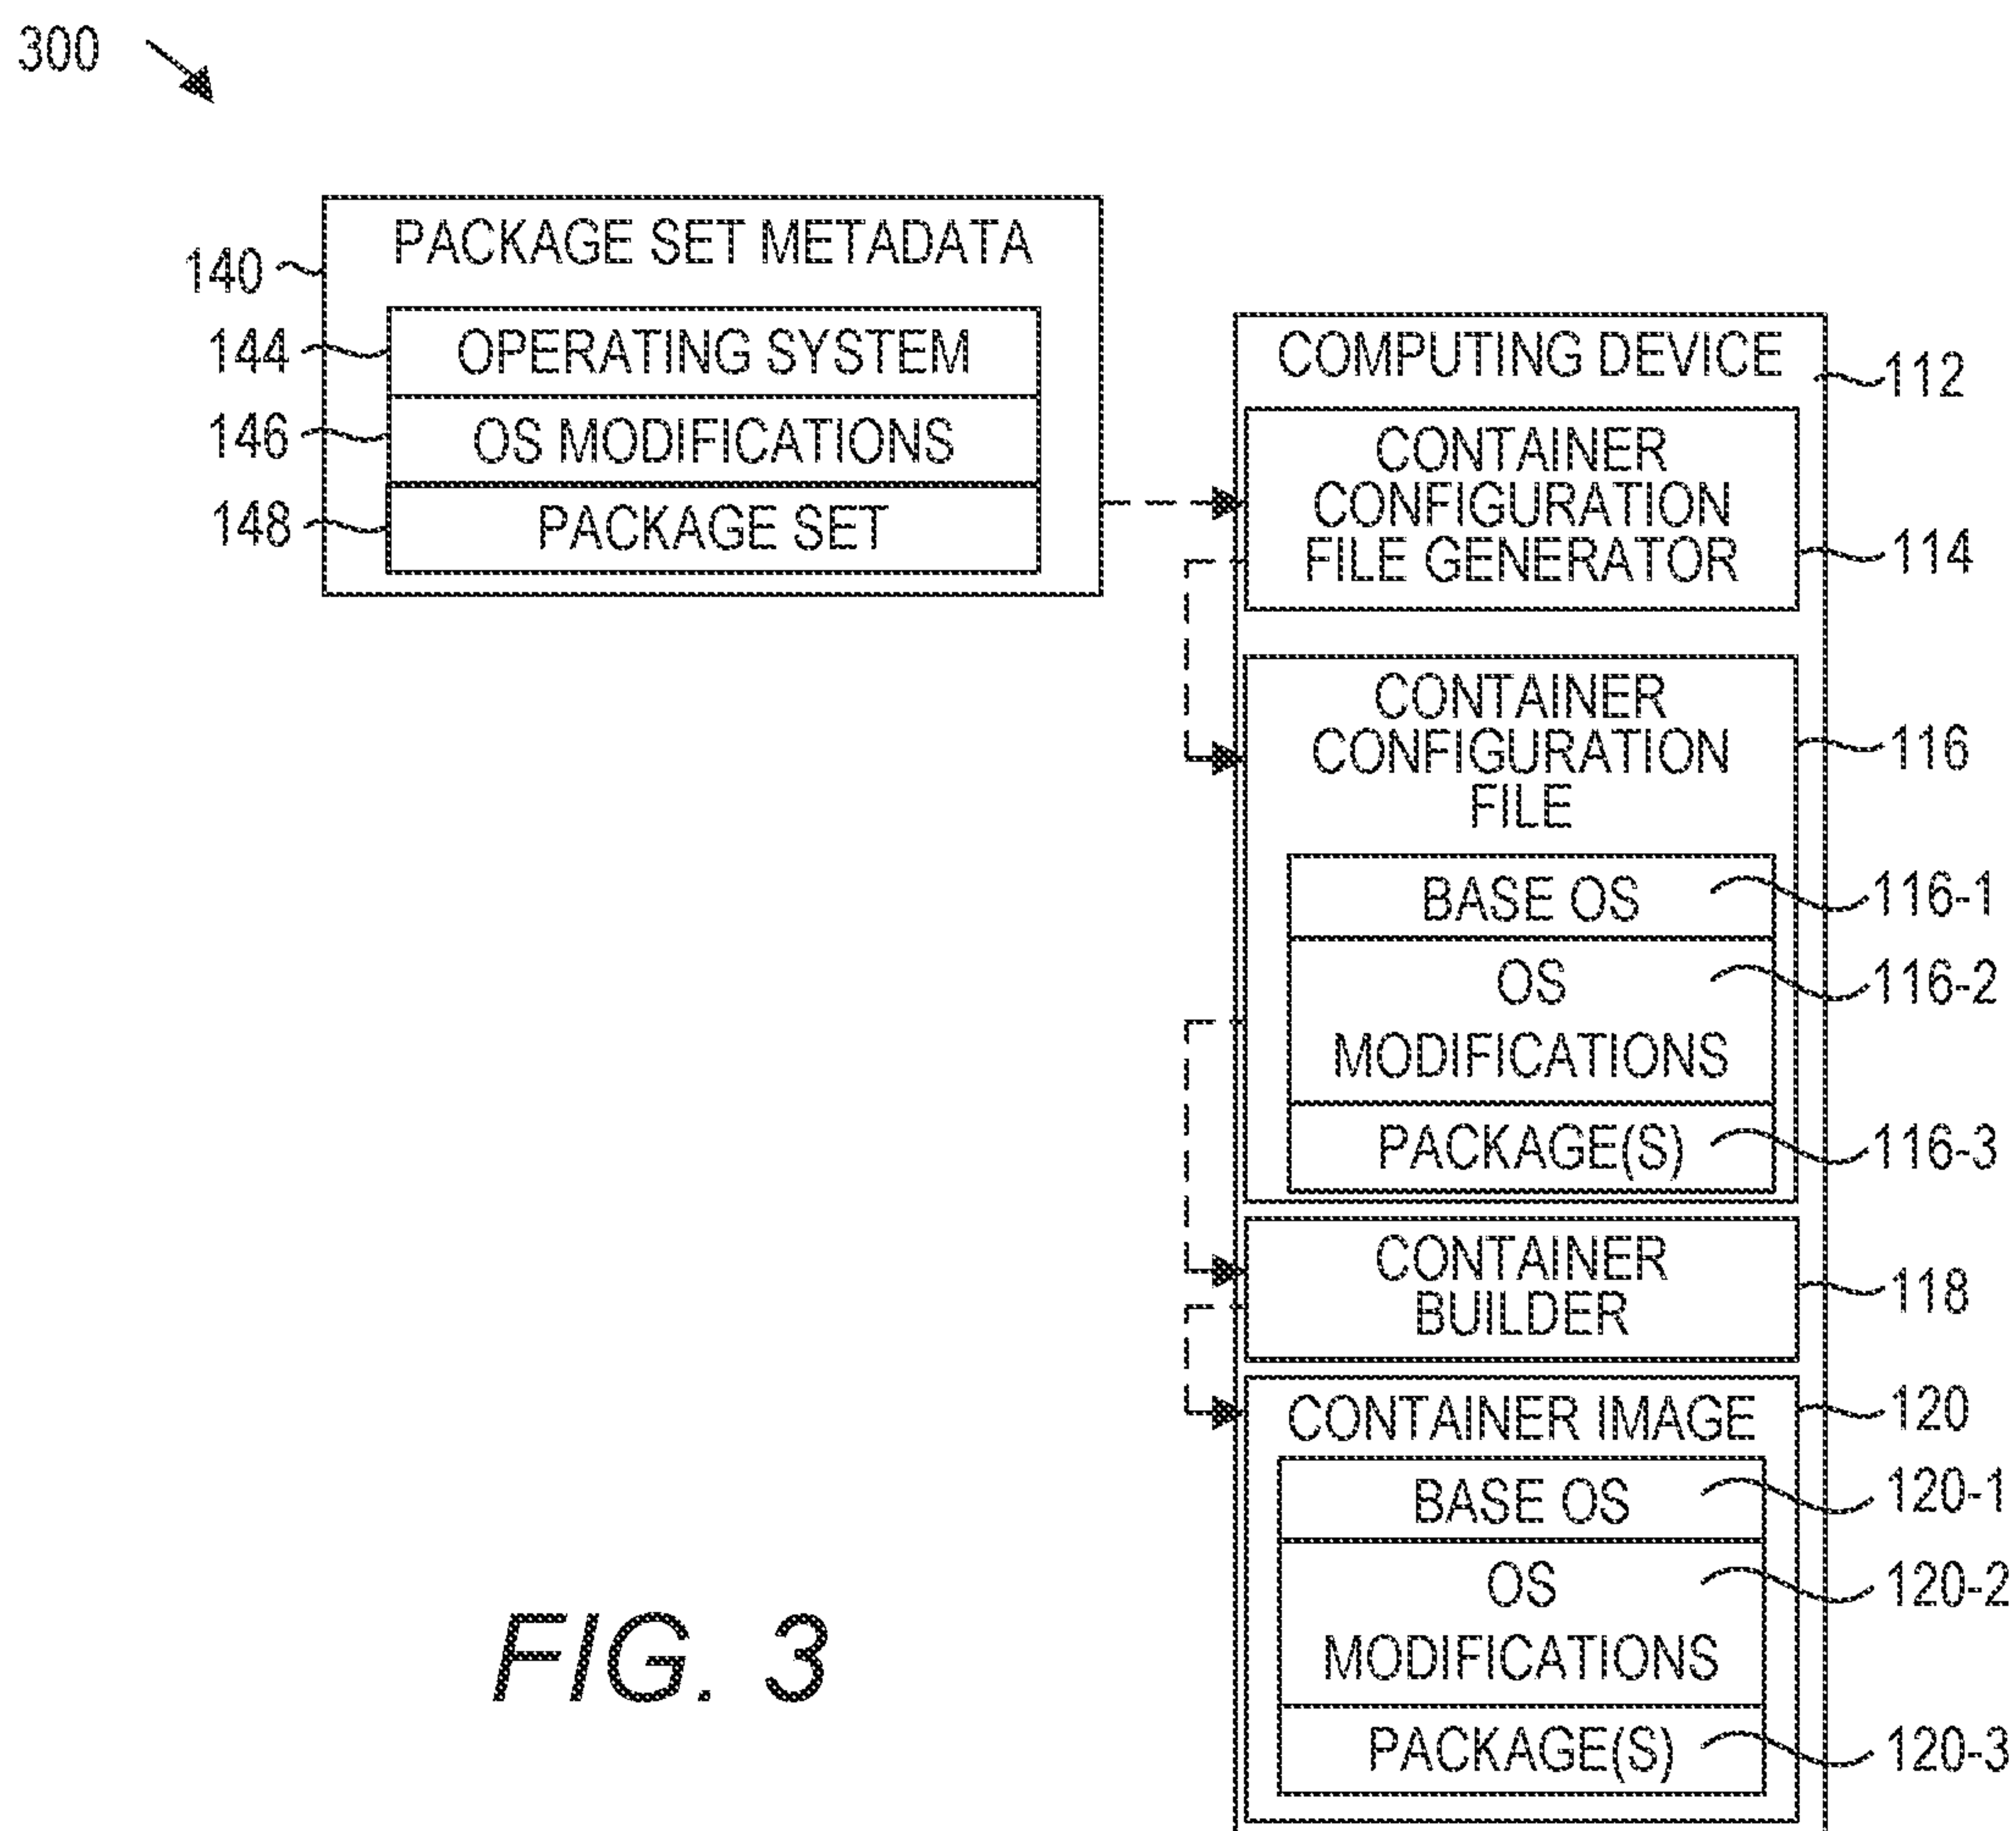 300
PACKAGE SET METADATA
140
144
OPERATING SYSTEM
146
OS MODIFICATIONS
148
PACKAGE SET
COMPUTING DEVICE
112
CONTAINER
CONFIGURATION
FILE GENERATOR
114
CONTAINER
CONFIGURATION
FILE
116
BASE OS
116-1
OS
MODIFICATIONS
116-2
PACKAGE(S)
116-3
CONTAINER
BUILDER
118
CONTAINER IMAGE
120
BASE OS
120-1
OS
MODIFICATIONS
120-2
PACKAGE(S)
120-3
FIG. 3